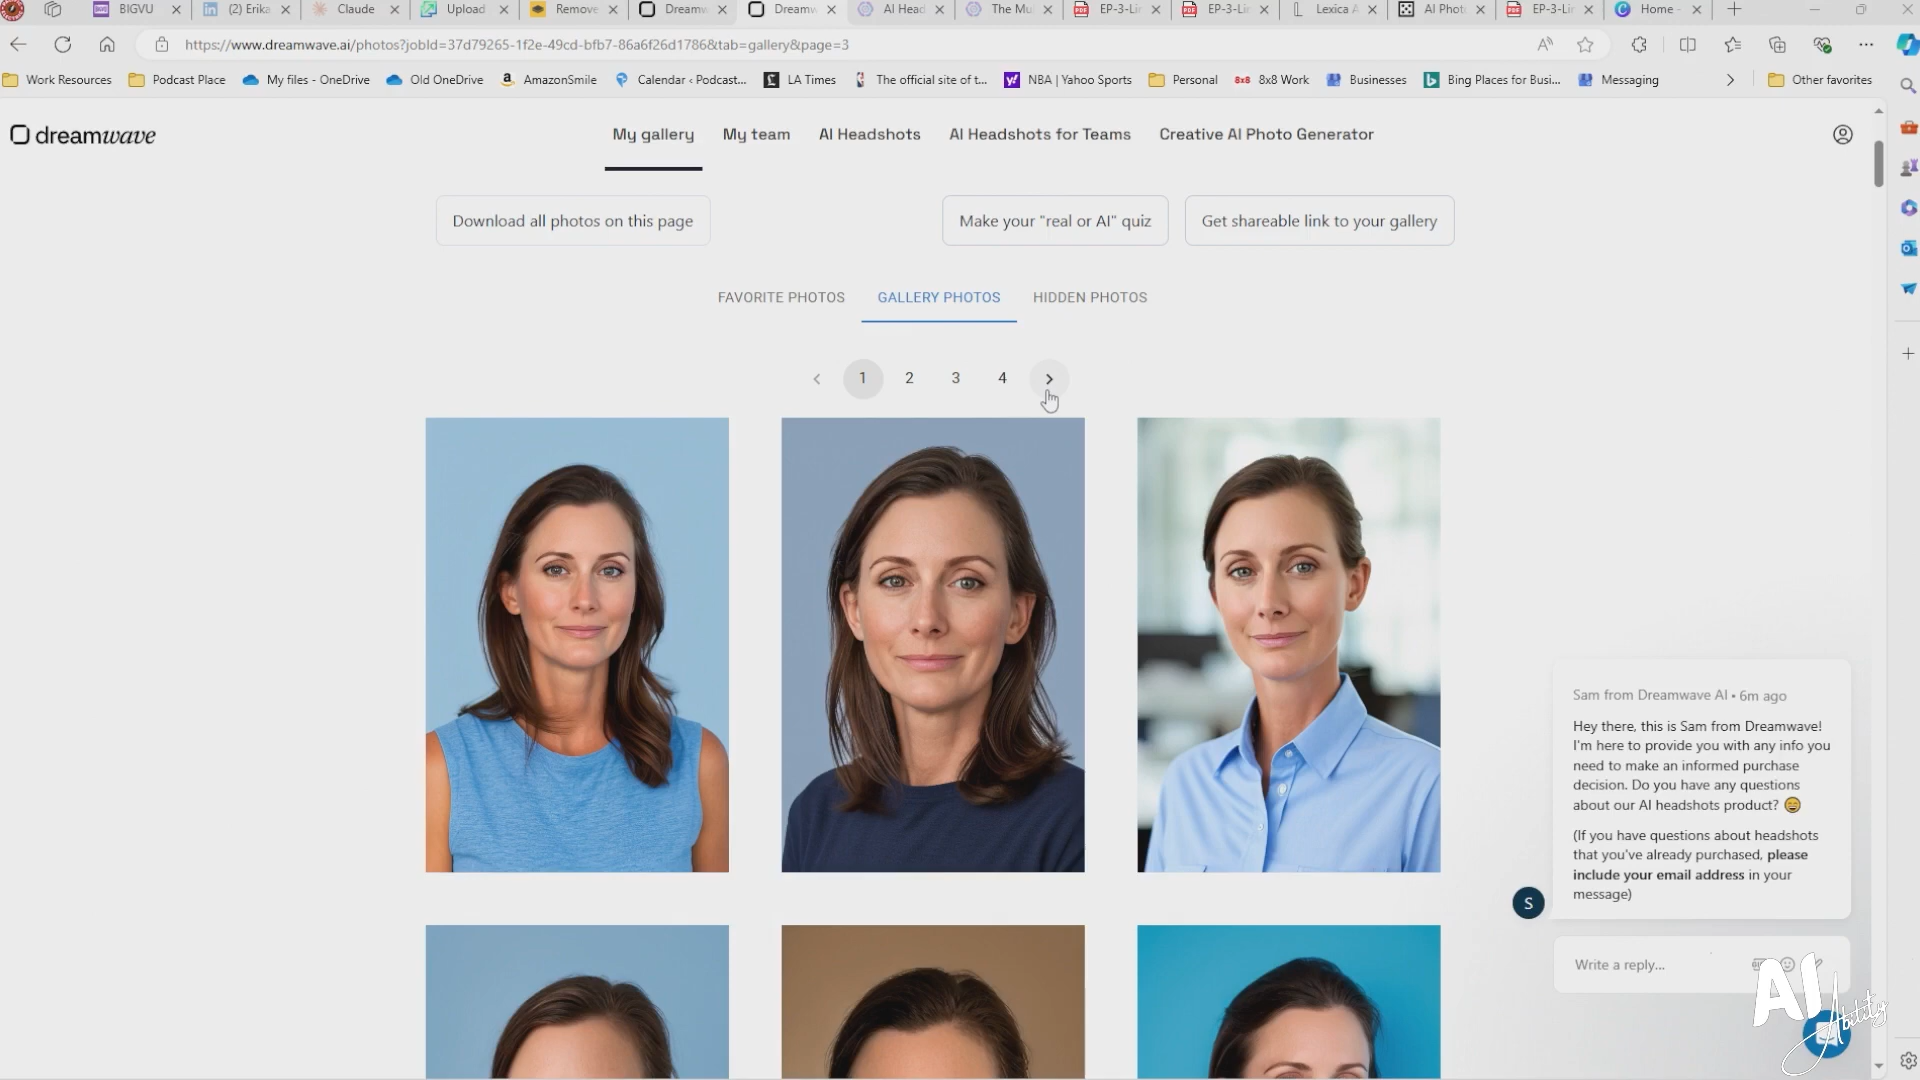 BIGVU
(2) Erika
Claude
Upload
Remove
Dreamw
Dreamw
AI Head
The Mu
EP-3-Lin
EP-3-Lin
Lexica A
AI Phot
EP-3-Lin
Home -
https://www.dreamwave.ai/photos?jobId=37d79265-1f2e-49cd-bfb7-86a6f26d1786&tab=gallery&page=3
Work Resources
Podcast Place
My files - OneDrive
Old OneDrive
AmazonSmile
Calendar ‹ Podcast...
LA Times
The official site of t...
NBA | Yahoo Sports
Personal
8x8 8x8 Work
Businesses
Bing Places for Busi...
Messaging
Other favorites
dreamwave
My gallery
My team
AI Headshots
AI Headshots for Teams
Creative AI Photo Generator
Download all photos on this page
Make your "real or AI" quiz
Get shareable link to your gallery
FAVORITE PHOTOS
GALLERY PHOTOS
HIDDEN PHOTOS
1 2 3 4
Sam from Dreamwave AI • 6m ago
Hey there, this is Sam from Dreamwave!
I'm here to provide you with any info you
need to make an informed purchase
decision. Do you have any questions
about our AI headshots product? 😄
(If you have questions about headshots
that you've already purchased, please
include your email address in your
message)
S
Write a reply...
AI
Ability